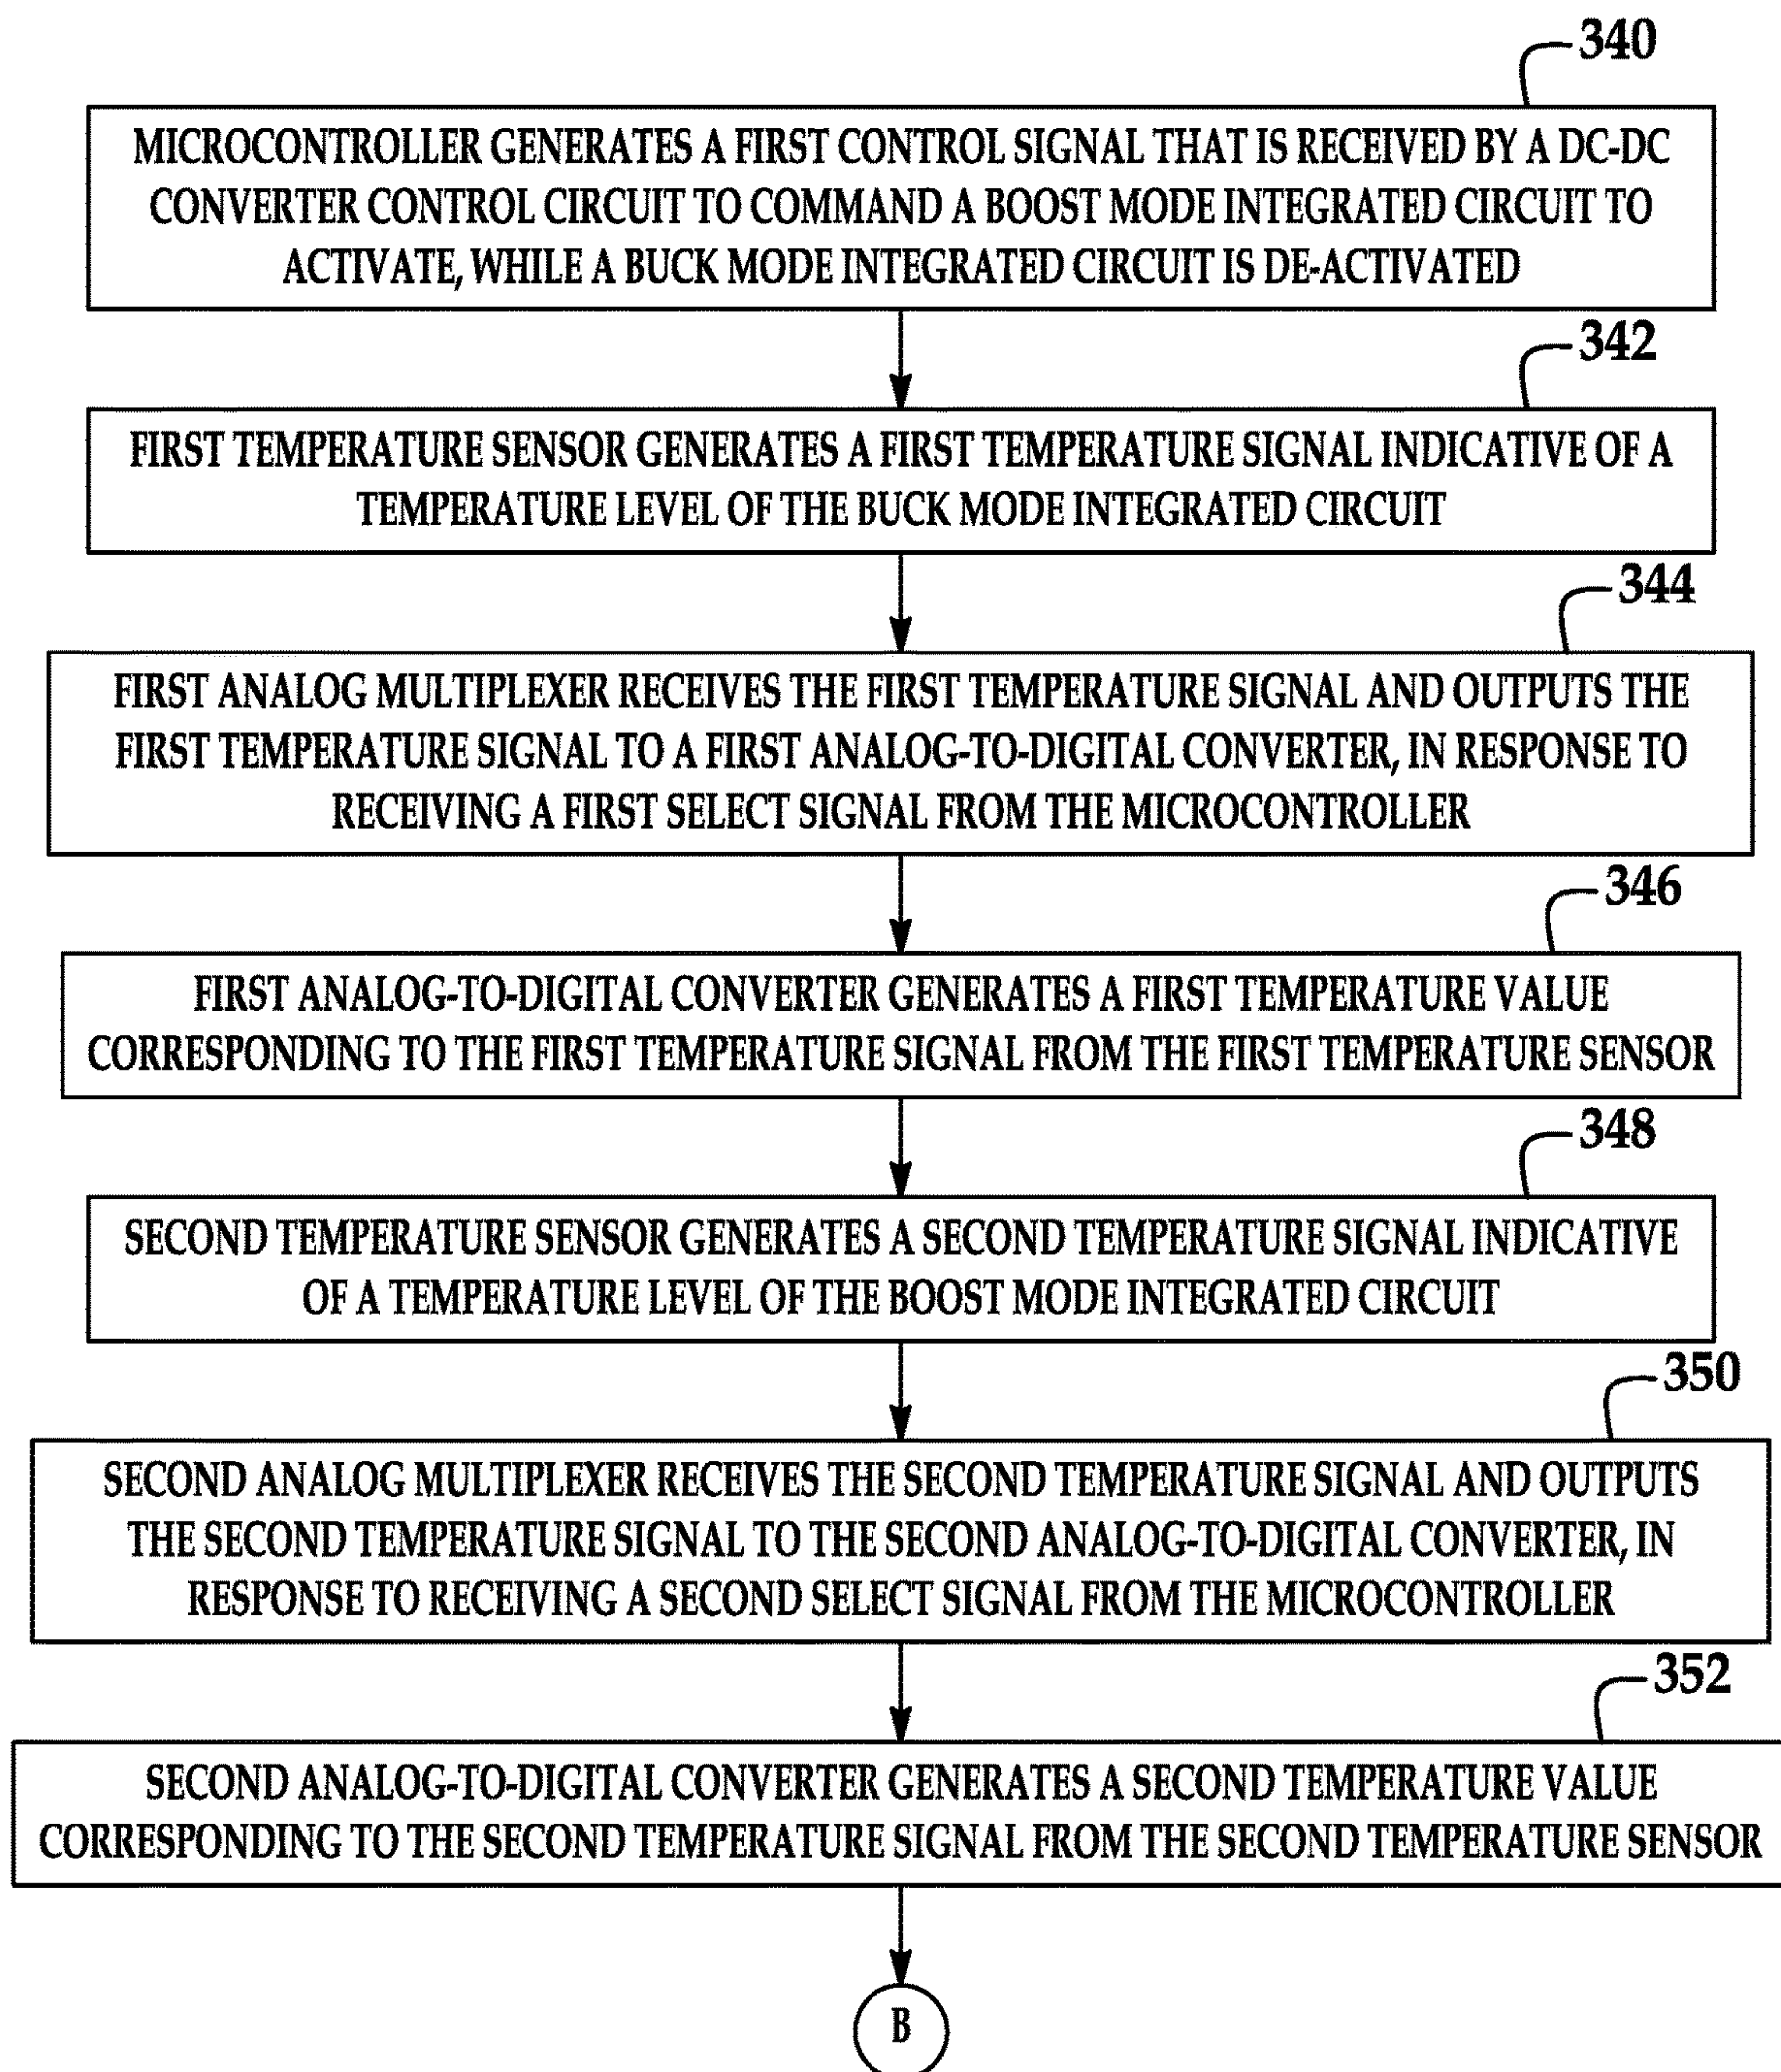 340
MICROCONTROLLER GENERATES A FIRST CONTROL SIGNAL THAT IS RECEIVED BY A DC-DC
CONVERTER CONTROL CIRCUIT TO COMMAND A BOOST MODE INTEGRATED CIRCUIT TO
ACTIVATE, WHILE A BUCK MODE INTEGRATED CIRCUIT IS DE-ACTIVATED
342
FIRST TEMPERATURE SENSOR GENERATES A FIRST TEMPERATURE SIGNAL INDICATIVE OF A
TEMPERATURE LEVEL OF THE BUCK MODE INTEGRATED CIRCUIT
344
FIRST ANALOG MULTIPLEXER RECEIVES THE FIRST TEMPERATURE SIGNAL AND OUTPUTS THE
FIRST TEMPERATURE SIGNAL TO A FIRST ANALOG-TO-DIGITAL CONVERTER, IN RESPONSE TO
RECEIVING A FIRST SELECT SIGNAL FROM THE MICROCONTROLLER
346
FIRST ANALOG-TO-DIGITAL CONVERTER GENERATES A FIRST TEMPERATURE VALUE
CORRESPONDING TO THE FIRST TEMPERATURE SIGNAL FROM THE FIRST TEMPERATURE SENSOR
348
SECOND TEMPERATURE SENSOR GENERATES A SECOND TEMPERATURE SIGNAL INDICATIVE
OF A TEMPERATURE LEVEL OF THE BOOST MODE INTEGRATED CIRCUIT
350
SECOND ANALOG MULTIPLEXER RECEIVES THE SECOND TEMPERATURE SIGNAL AND OUTPUTS
THE SECOND TEMPERATURE SIGNAL TO THE SECOND ANALOG-TO-DIGITAL CONVERTER, IN
RESPONSE TO RECEIVING A SECOND SELECT SIGNAL FROM THE MICROCONTROLLER
352
SECOND ANALOG-TO-DIGITAL CONVERTER GENERATES A SECOND TEMPERATURE VALUE
CORRESPONDING TO THE SECOND TEMPERATURE SIGNAL FROM THE SECOND TEMPERATURE SENSOR
B